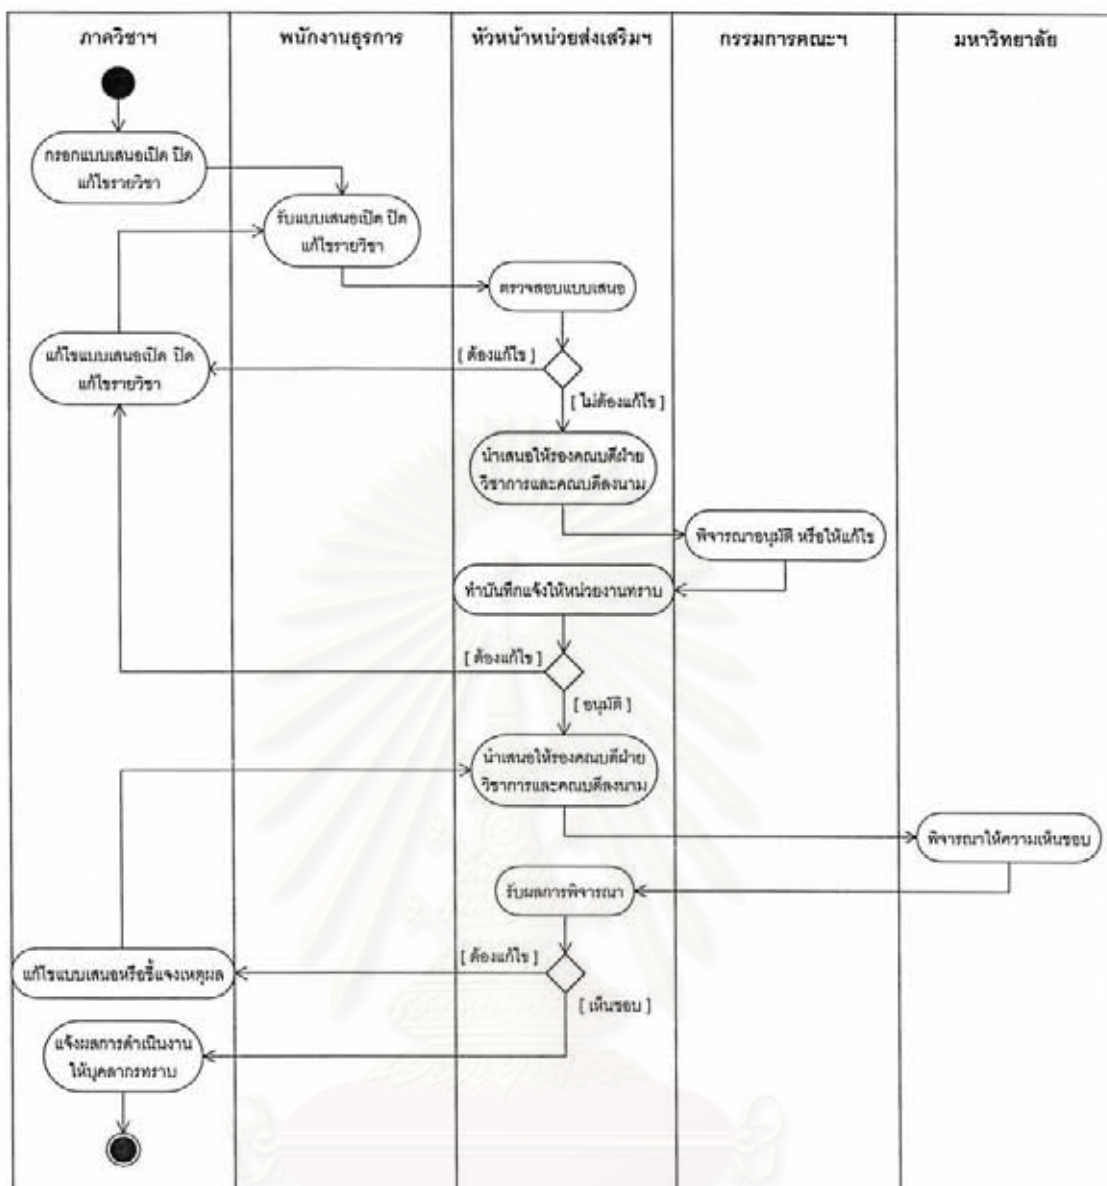 ภาควิชาฯ
พนักงานธุรการ
หัวหน้าหน่วยส่งเสริมฯ
กรรมการคณะฯ
มหาวิทยาลัย
กรอกแบบเสนอเปิด ปิด
แก้ไขรายวิชา
รับแบบเสนอเปิด ปิด
แก้ไขรายวิชา
ตรวจสอบแบบเสนอ
แก้ไขแบบเสนอเปิด ปิด
แก้ไขรายวิชา
[ ต้องแก้ไข ]
[ ไม่ต้องแก้ไข ]
นำเสนอให้รองคณบดีฝ่าย
วิชาการและคณบดีลงนาม
พิจารณาอนุมัติ หรือให้แก้ไข
ทำบันทึกแจ้งให้หน่วยงานทราบ
[ ต้องแก้ไข ]
[ อนุมัติ ]
นำเสนอให้รองคณบดีฝ่าย
วิชาการและคณบดีลงนาม
พิจารณาให้ความเห็นชอบ
รับผลการพิจารณา
แก้ไขแบบเสนอหรือชี้แจงเหตุผล
[ ต้องแก้ไข ]
[ เห็นชอบ ]
แจ้งผลการดำเนินงาน
ให้บุคลากรทราบ